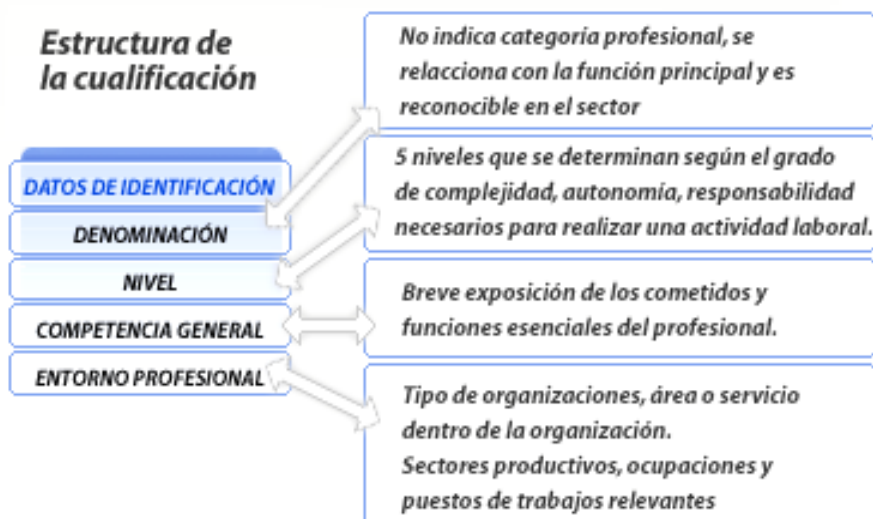 Estructura de
la cualificación
DATOS DE IDENTIFICACIÓN
DENOMINACIÓN
NIVEL
COMPETENCIA GENERAL
ENTORNO PROFESIONAL
No indica categoría profesional, se
relacciona con la función principal y es
reconocible en el sector
5 niveles que se determinan según el grado
de complejidad, autonomía, responsabilidad
necesarios para realizar una actividad laboral.
Breve exposición de los cometidos y
funciones esenciales del profesional.
Tipo de organizaciones, área o servicio
dentro de la organización.
Sectores productivos, ocupaciones y
puestos de trabajos relevantes